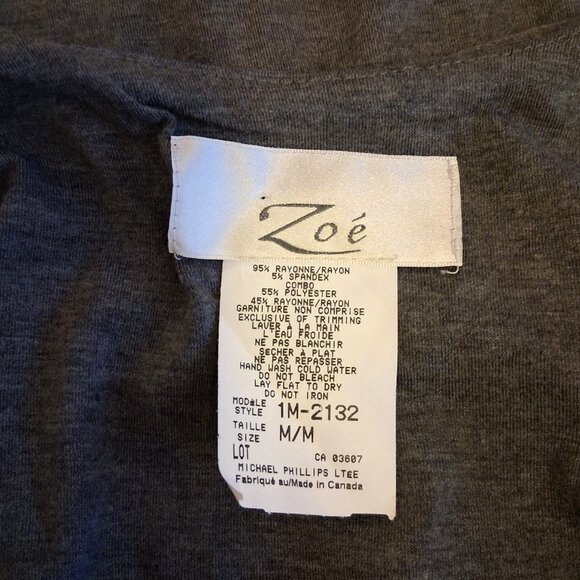 Zoé
95% RAYONNE/RAYON
5% SPANDEX
COMBO
55% POLYESTER
45% RAYONNE/RAYON
GARNITURE NON COMPRISE
EXCLUSIVE OF TRIMMING
LAVER À LA MAIN
L'EAU FROIDE
NE PAS BLANCHIR
SÉCHER À PLAT
NE PAS REPASSER
HAND WASH COLD WATER
DO NOT BLEACH
LAY FLAT TO DRY
DO NOT IRON
MODÈLE
STYLE 1M-2132
TAILLE
SIZE M/M
LOT CA 03607
MICHAEL PHILLIPS LTÉE
Fabriqué au/Made in Canada